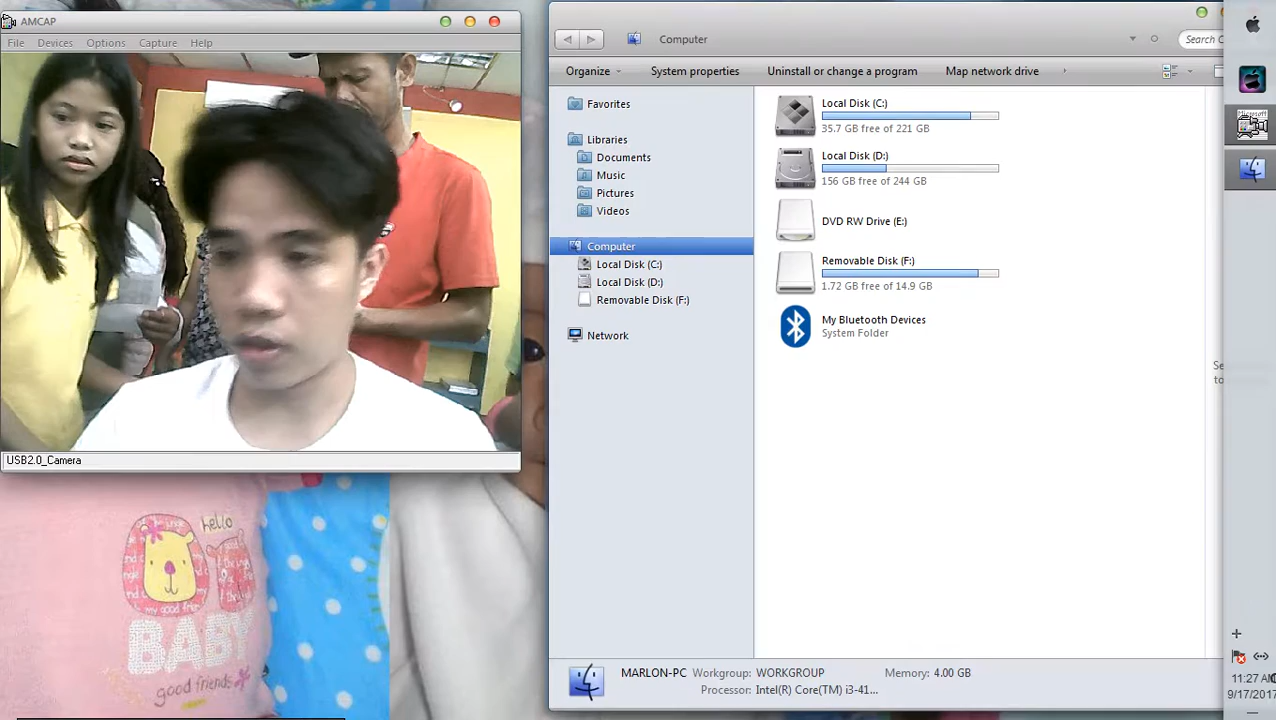 AMCAP
File Devices Options Capture Help
USB2.0_Camera
hello
BABY
good friends
Computer
Search C
Organize
System properties
Uninstall or change a program
Map network drive
Favorites
Libraries
Documents
Music
Pictures
Videos
Computer
Local Disk (C:)
Local Disk (D:)
Removable Disk (F:)
Network
Local Disk (C:)
35.7 GB free of 221 GB
Local Disk (D:)
156 GB free of 244 GB
DVD RW Drive (E:)
Removable Disk (F:)
1.72 GB free of 14.9 GB
My Bluetooth Devices
System Folder
Se
to
MARLON-PC Workgroup: WORKGROUP Memory: 4.00 GB
Processor: Intel(R) Core(TM) i3-41...
11:27 A
9/17/201